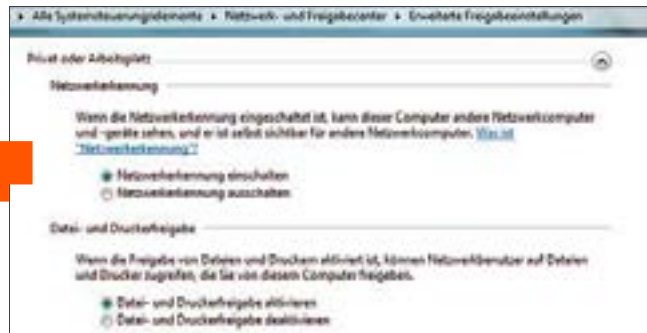 ▸ Alle Systemsteuerungselemente ▸ Netzwerk- und Freigabecenter ▸ Erweiterte Freigabeeinstellungen
Privat oder Arbeitsplatz
Netzwerkerkennung
Wenn die Netzwerkerkennung eingeschaltet ist, kann dieser Computer andere Netzwerkcomputer
und -geräte sehen, und er ist selbst sichtbar für andere Netzwerkcomputer. Was ist
"Netzwerkerkennung"?
Netzwerkerkennung einschalten
Netzwerkerkennung ausschalten
Datei- und Druckerfreigabe
Wenn die Freigabe von Dateien und Druckern aktiviert ist, können Netzwerkbenutzer auf Dateien
und Drucker zugreifen, die Sie von diesem Computer freigeben.
Datei- und Druckerfreigabe aktivieren
Datei- und Druckerfreigabe deaktivieren